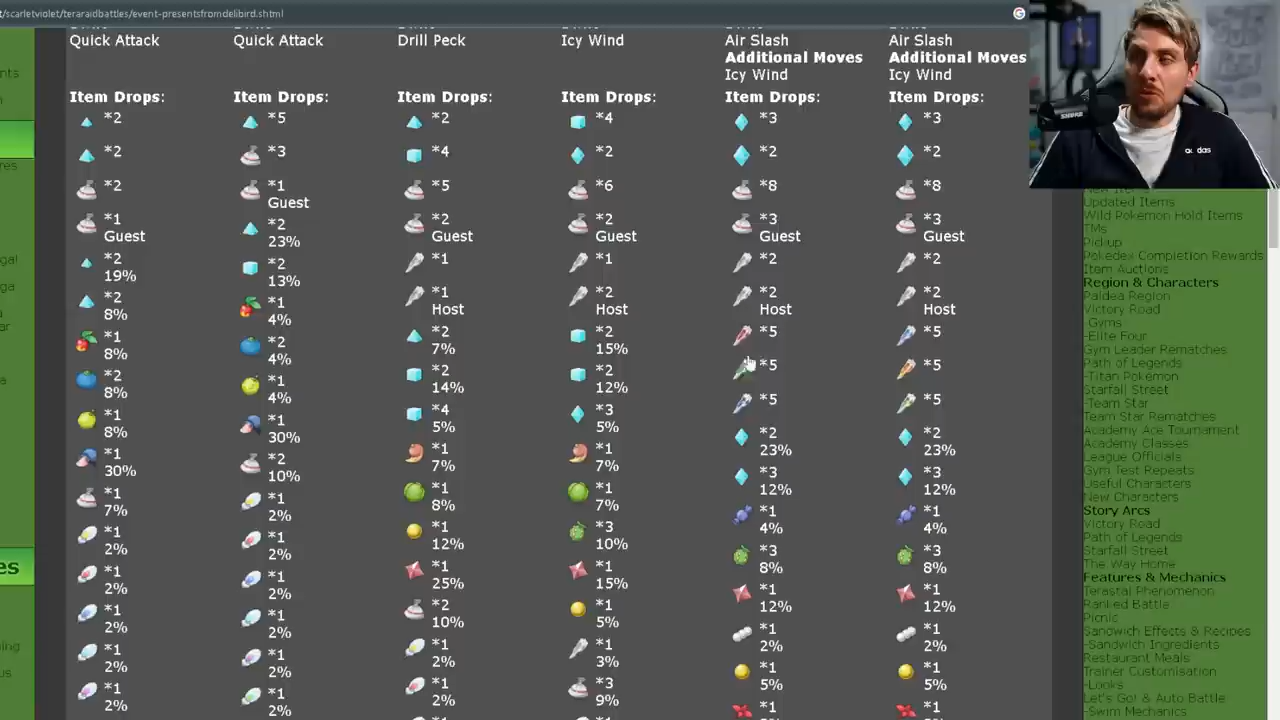 t/scarletviolet/teraraidbattles/event-presentsfromdelibird.shtml
Quick Attack
Item Drops:
*2
*2
*2
*1
Guest
*2
19%
*2
8%
*1
8%
*2
8%
*1
8%
*1
30%
*1
7%
*1
2%
*1
2%
*1
2%
*1
2%
*1
2%
Quick Attack
Item Drops:
*5
*3
*1
Guest
*2
23%
*2
13%
*1
4%
*2
4%
*1
4%
*1
30%
*2
10%
*1
2%
*1
2%
*1
2%
*1
2%
*1
2%
*1
2%
Drill Peck
Item Drops:
*2
*4
*5
*2
Guest
*1
*1
Host
*2
7%
*2
14%
*4
5%
*1
7%
*1
8%
*1
12%
*1
25%
*2
10%
*1
2%
*1
2%
Icy Wind
Item Drops:
*4
*2
*6
*2
Guest
*1
*2
Host
*2
15%
*2
12%
*3
5%
*1
7%
*1
7%
*3
10%
*1
15%
*1
5%
*1
3%
*3
9%
Air Slash
Additional Moves
Icy Wind
Item Drops:
*3
*2
*8
*3
Guest
*2
*2
Host
*5
*5
*5
*2
23%
*3
12%
*1
4%
*3
8%
*1
12%
*1
2%
*1
5%
*1
Air Slash
Additional Moves
Icy Wind
Item Drops:
*3
*2
*8
*3
Guest
*2
*2
Host
*5
*5
*5
*2
23%
*3
12%
*1
4%
*3
8%
*1
12%
*1
2%
*1
5%
*1
SHURE
adidas
Updated Items
Wild Pokémon Hold Items
TMs
Pickup
Pokédex Completion Rewards
Item Auctions
Region & Characters
Paldea Region
Victory Road
-Gyms
-Elite Four
Gym Leader Rematches
Path of Legends
-Titan Pokémon
Starfall Street
-Team Star
Team Star Rematches
Academy Ace Tournament
Academy Classes
League Officials
Gym Test Repeats
Useful Characters
New Characters
Story Arcs
Victory Road
Path of Legends
Starfall Street
The Way Home
Features & Mechanics
Terastal Phenomenon
Ranked Battle
Picnic
Sandwich Effects & Recipes
-Sandwich Ingredients
Restaurant Meals
Trainer Customisation
-Looks
Let's Go! & Auto Battle
-Swim Mechanics